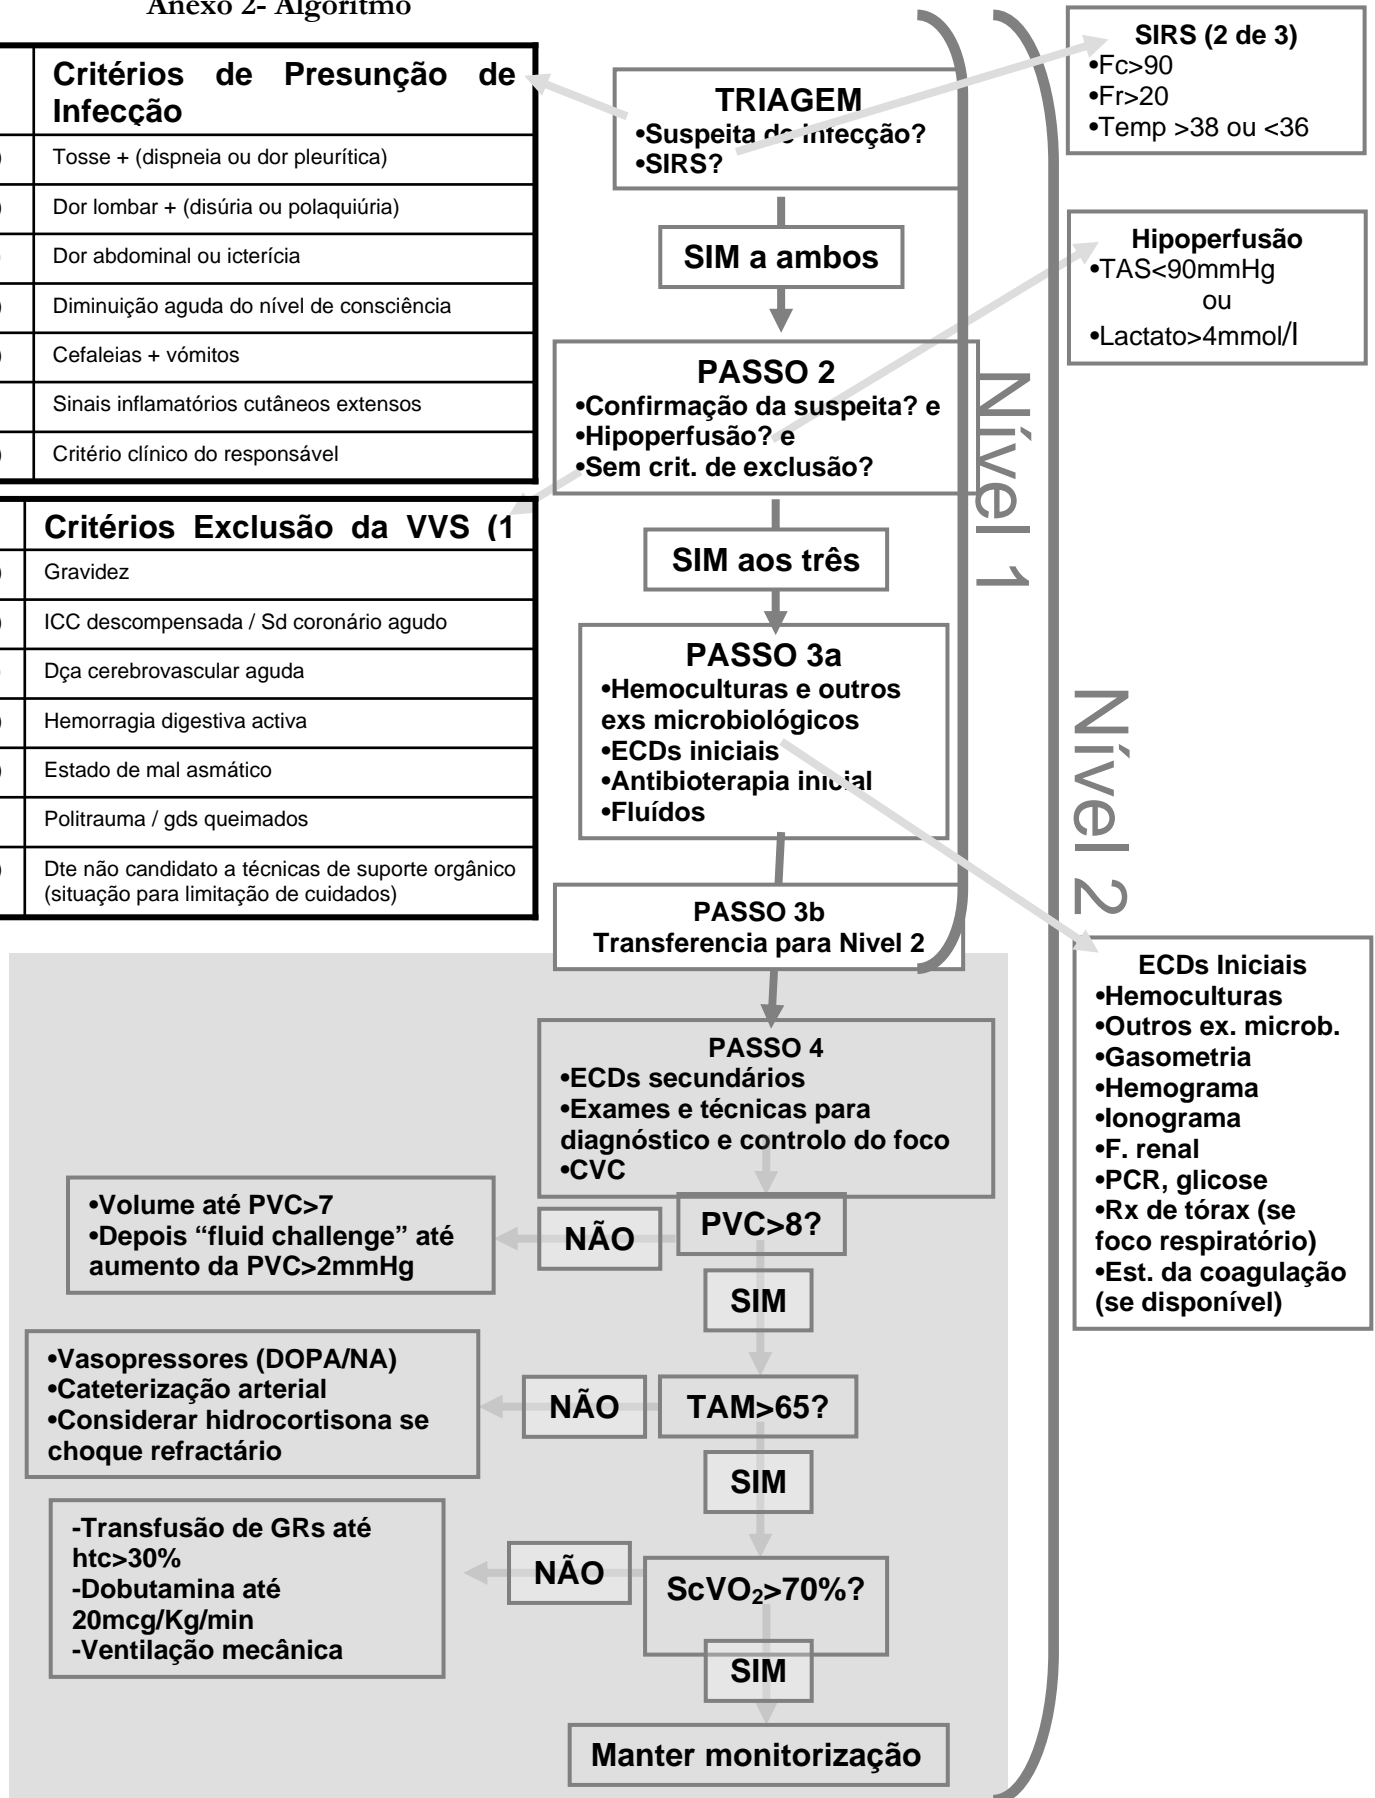 Anexo 2- Algoritmo
Critérios de Presunção de
Infecção
Tosse + (dispneia ou dor pleurítica)
Dor lombar + (disúria ou polaquiúria)
Dor abdominal ou icterícia
Diminuição aguda do nível de consciência
Cefaleias + vómitos
Sinais inflamatórios cutâneos extensos
Critério clínico do responsável
Critérios Exclusão da VVS (1
Gravidez
ICC descompensada / Sd coronário agudo
Dça cerebrovascular aguda
Hemorragia digestiva activa
Estado de mal asmático
Politrauma / gds queimados
Dte não candidato a técnicas de suporte orgânico
(situação para limitação de cuidados)
TRIAGEM
•Suspeita de infecção?
•SIRS?
SIM a ambos
PASSO 2
•Confirmação da suspeita? e
•Hipoperfusão? e
•Sem crit. de exclusão?
SIM aos três
PASSO 3a
•Hemoculturas e outros
exs microbiológicos
•ECDs iniciais
•Antibioterapia inicial
•Fluídos
PASSO 3b
Transferencia para Nivel 2
Nível 1
SIRS (2 de 3)
•Fc>90
•Fr>20
•Temp >38 ou <36
Hipoperfusão
•TAS<90mmHg
ou
•Lactato>4mmol/l
Nível 2
ECDs Iniciais
•Hemoculturas
•Outros ex. microb.
•Gasometria
•Hemograma
•Ionograma
•F. renal
•PCR, glicose
•Rx de tórax (se
foco respiratório)
•Est. da coagulação
(se disponível)
PASSO 4
•ECDs secundários
•Exames e técnicas para
diagnóstico e controlo do foco
•CVC
PVC>8?
NÃO
•Volume até PVC>7
•Depois “fluid challenge” até
aumento da PVC>2mmHg
SIM
TAM>65?
NÃO
•Vasopressores (DOPA/NA)
•Cateterização arterial
•Considerar hidrocortisona se
choque refractário
SIM
ScVO₂>70%?
NÃO
-Transfusão de GRs até
htc>30%
-Dobutamina até
20mcg/Kg/min
-Ventilação mecânica
SIM
Manter monitorização